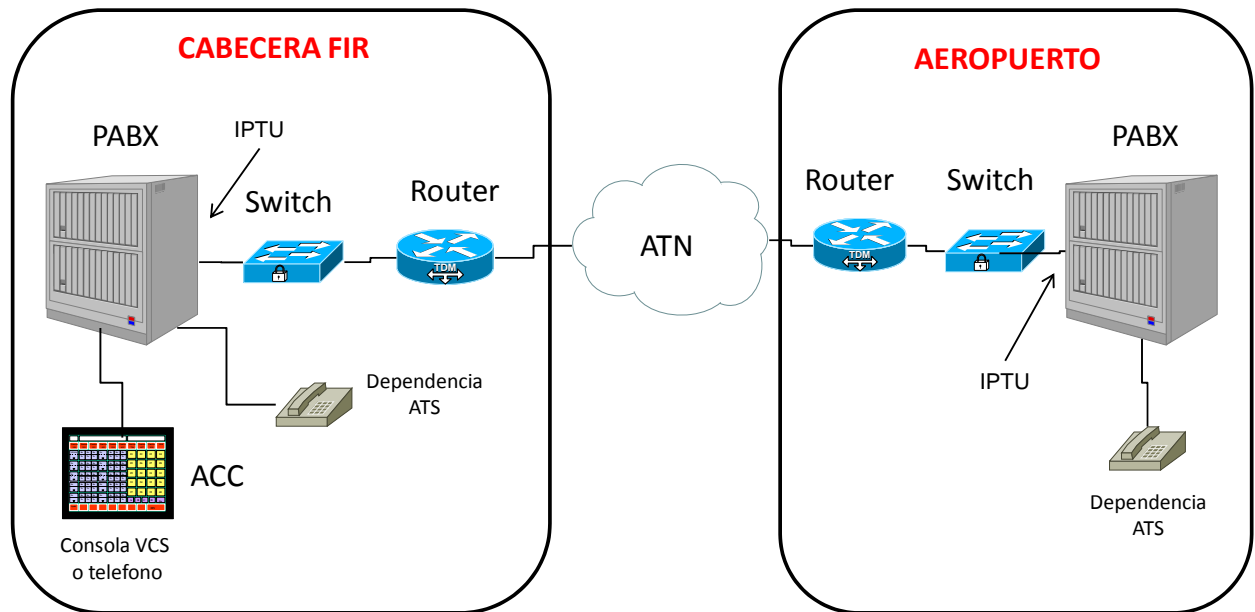 CABECERA FIR
PABX
IPTU
Switch
Router
TDM
Dependencia
ATS
ACC
Consola VCS
o telefono
ATN
AEROPUERTO
Router
TDM
Switch
PABX
IPTU
Dependencia
ATS